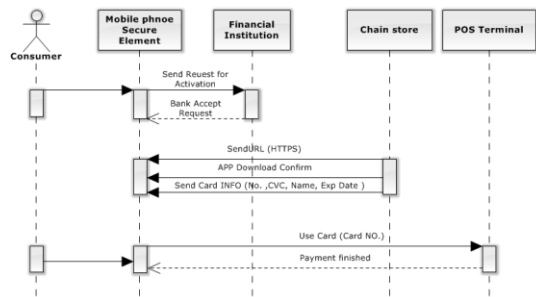 Consumer
Mobile phnoe
Secure
Element
Financial
Institution
Chain store
POS Terminal
Send Reuest for
Activation
Bank Accept
Request
SendURL (HTTPS)
APP Download Confirm
Send Card INFO (No. ,CVC, Name, Exp Date )
Use Card (Card NO.)
Payment finished